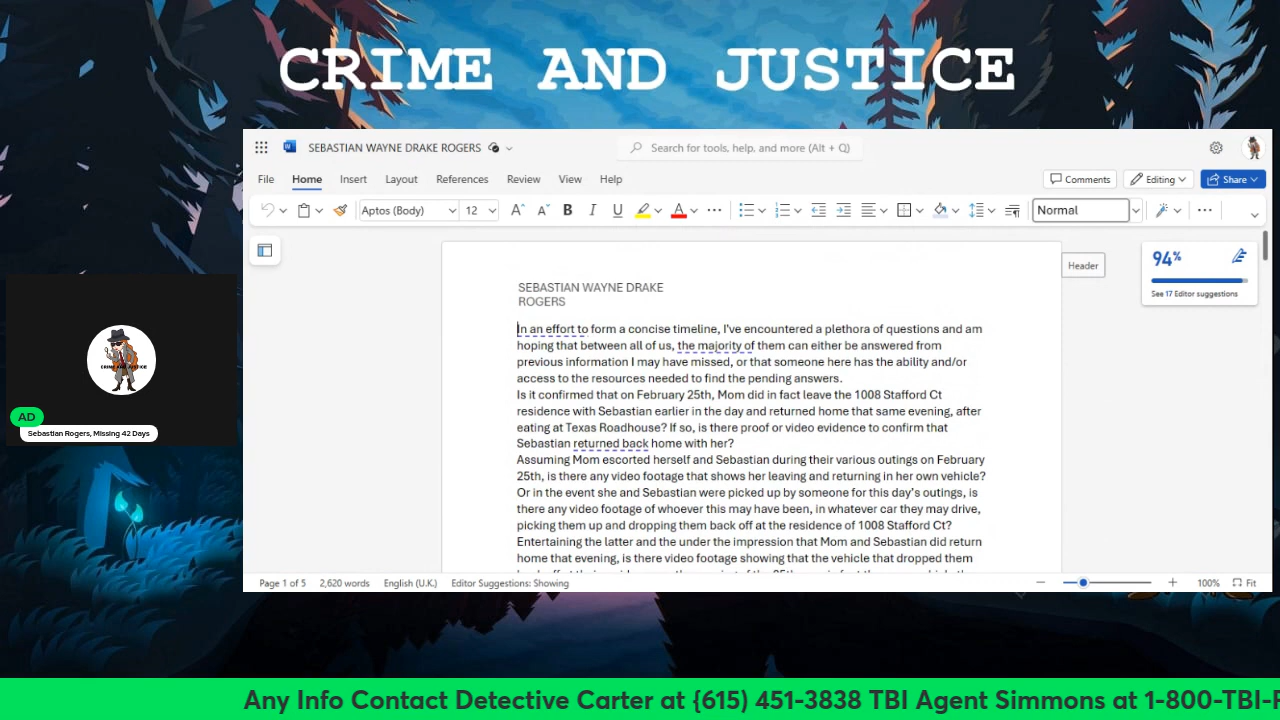 CRIME AND JUSTICE
SEBASTIAN WAYNE DRAKE ROGERS
Search for tools, help, and more (Alt + Q)
File Home Insert Layout References Review View Help
Comments Editing Share
Aptos (Body) 12 A A B I U A Normal
Header
94%
See 17 Editor suggestions
SEBASTIAN WAYNE DRAKE
ROGERS
In an effort to form a concise timeline, I've encountered a plethora of questions and am
hoping that between all of us, the majority of them can either be answered from
previous information I may have missed, or that someone here has the ability and/or
access to the resources needed to find the pending answers.
Is it confirmed that on February 25th, Mom did in fact leave the 1008 Stafford Ct
residence with Sebastian earlier in the day and returned home that same evening, after
eating at Texas Roadhouse? If so, is there proof or video evidence to confirm that
Sebastian returned back home with her?
Assuming Mom escorted herself and Sebastian during their various outings on February
25th, is there any video footage that shows her leaving and returning in her own vehicle?
Or in the event she and Sebastian were picked up by someone for this day's outings, is
there any video footage of whoever this may have been, in whatever car they may drive,
picking them up and dropping them back off at the residence of 1008 Stafford Ct?
Entertaining the latter and the under the impression that Mom and Sebastian did return
home that evening, is there video footage showing that the vehicle that dropped them
CRIME AND JUSTICE
AD
Sebastian Rogers, Missing 42 Days
Page 1 of 5 2,620 words English (U.K.) Editor Suggestions: Showing 100% Fit
Any Info Contact Detective Carter at {615) 451-3838 TBI Agent Simmons at 1-800-TBI-